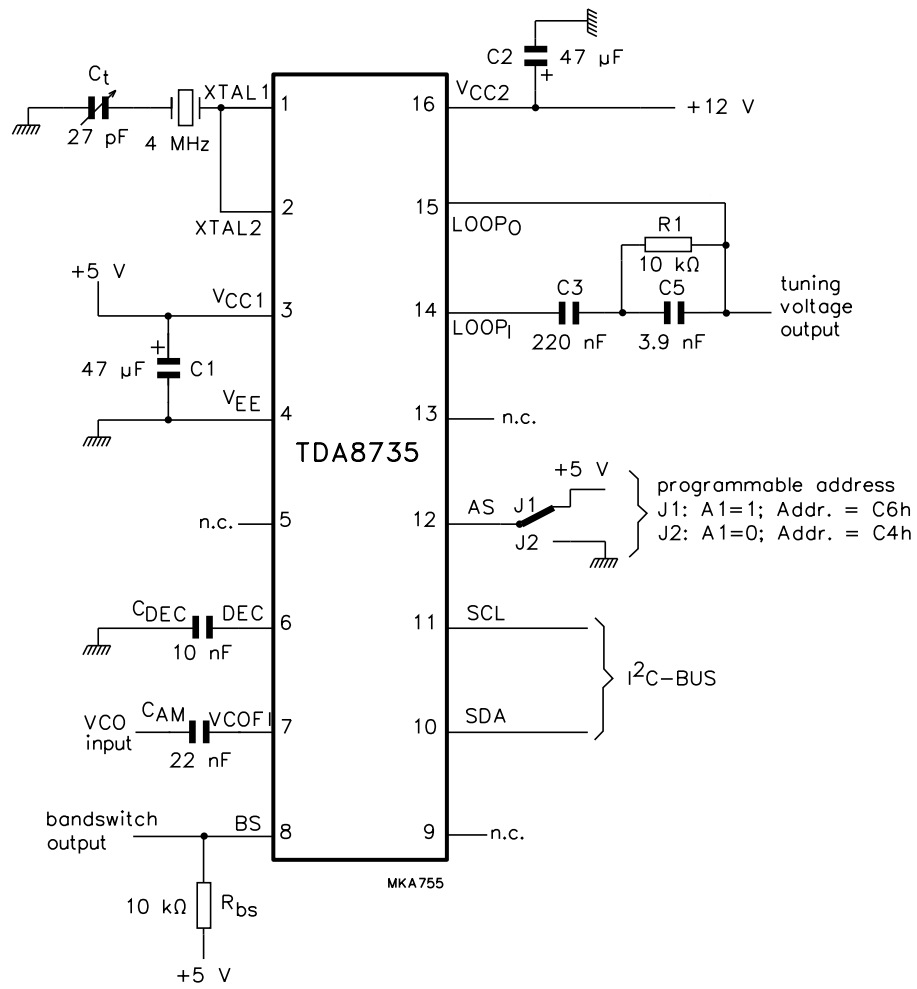 C2 47 µF
+
Ct
27 pF
4 MHz
XTAL1
1
16
VCC2
+12 V
2
XTAL2
15
LOOPO
R1
10 kΩ
+5 V
VCC1
3
14
LOOPI
C3
220 nF
C5
3.9 nF
tuning
voltage
output
+
47 µF C1
VEE
4
13
n.c.
TDA8735
n.c.
5
12
AS
J1
+5 V
J2
programmable address
J1: A1=1; Addr. = C6h
J2: A1=0; Addr. = C4h
CDEC
10 nF
DEC
6
11
SCL
I2C-BUS
VCO
input
CAM
22 nF
VCOFI
7
10
SDA
bandswitch
output
BS
8
9
n.c.
MKA755
10 kΩ Rbs
+5 V